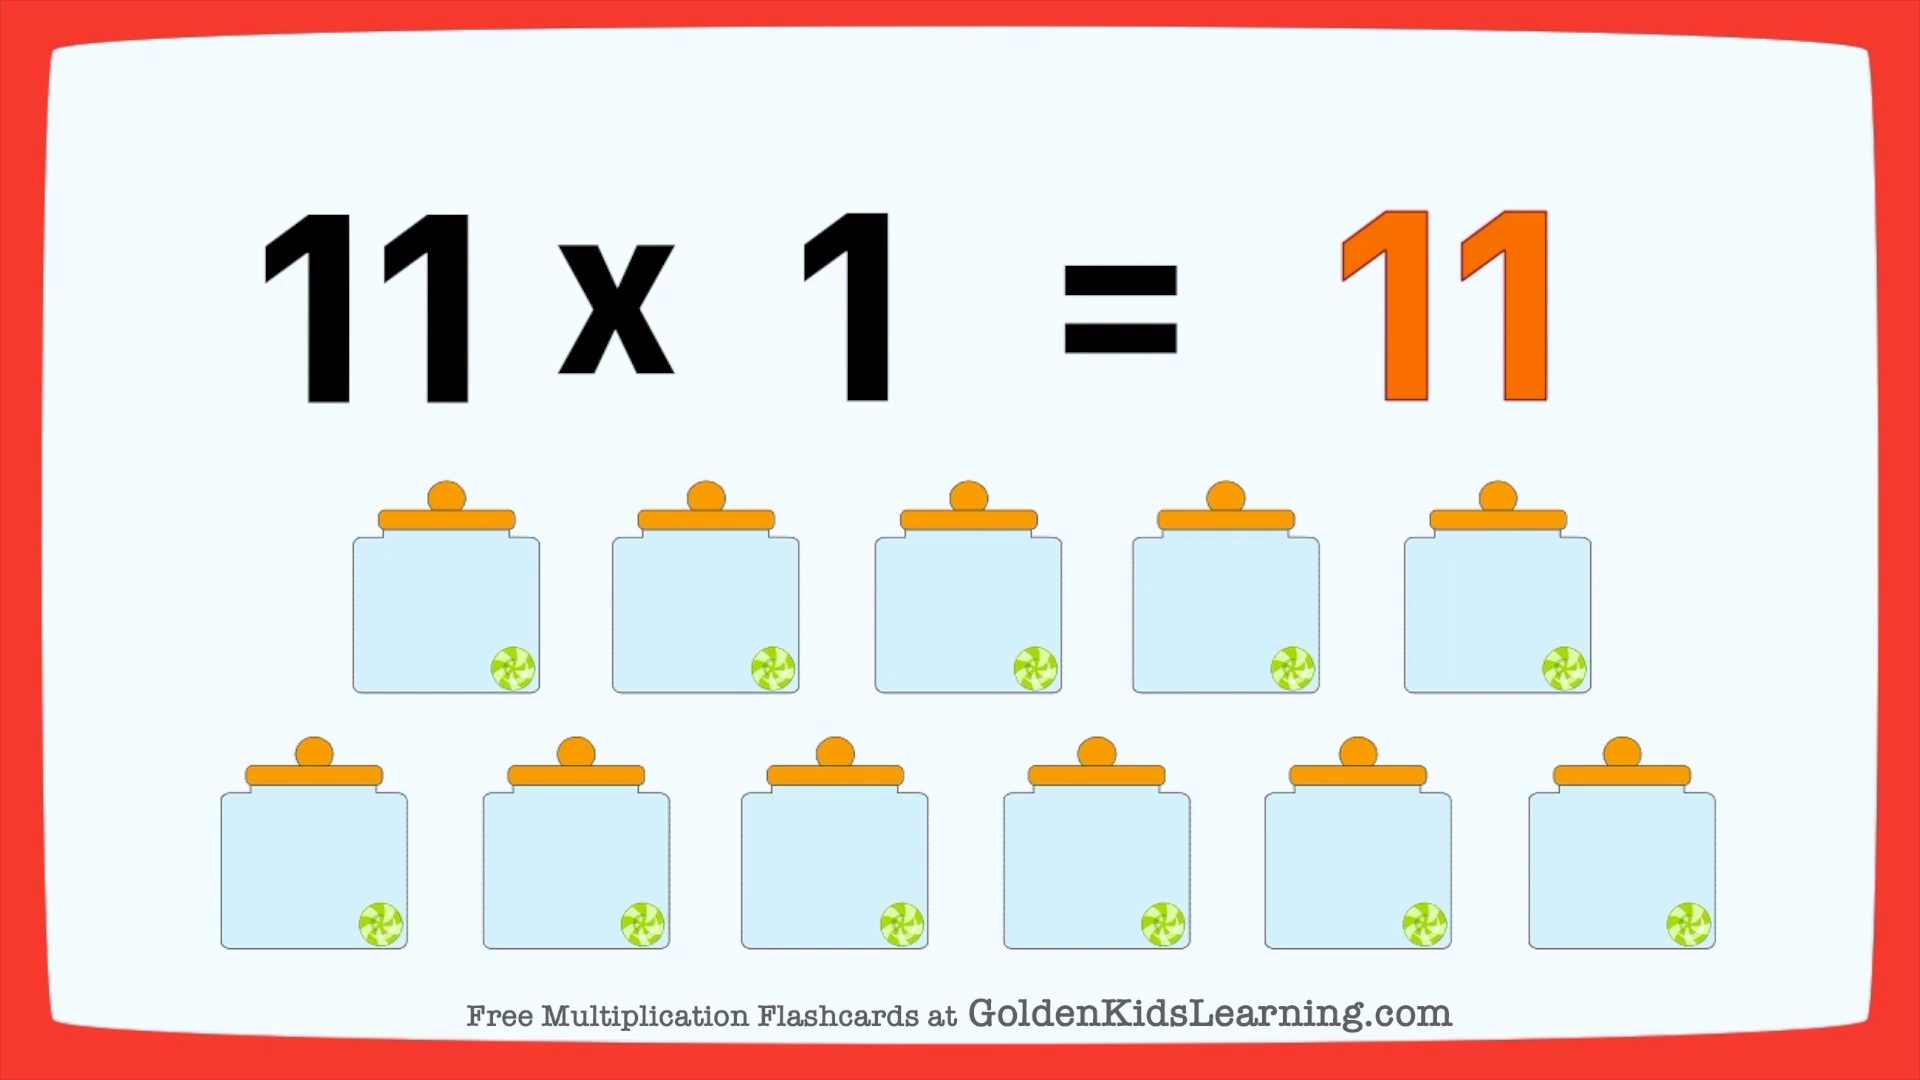 11 x 1 = 11
Free Multiplication Flashcards at GoldenKidsLearning.com